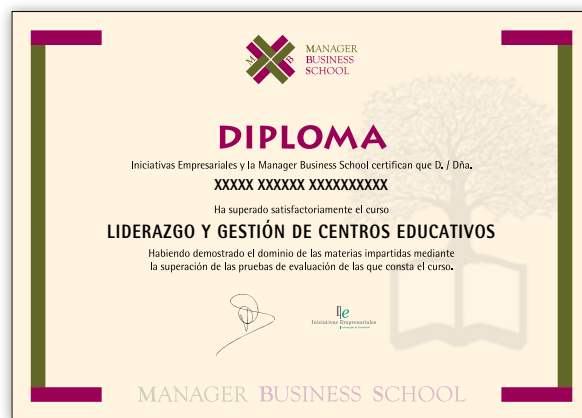 M B
MANAGER
BUSINESS
SCHOOL
DIPLOMA
Iniciativas Empresariales y la Manager Business School certifican que D. / Dña.
XXXXX XXXXXX XXXXXXXXXX
Ha superado satisfactoriamente el curso
LIDERAZGO Y GESTIÓN DE CENTROS EDUCATIVOS
Habiendo demostrado el dominio de las materias impartidas mediante
la superación de las pruebas de evaluación de las que consta el curso.
Iniciativas Empresariales
MANAGER BUSINESS SCHOOL